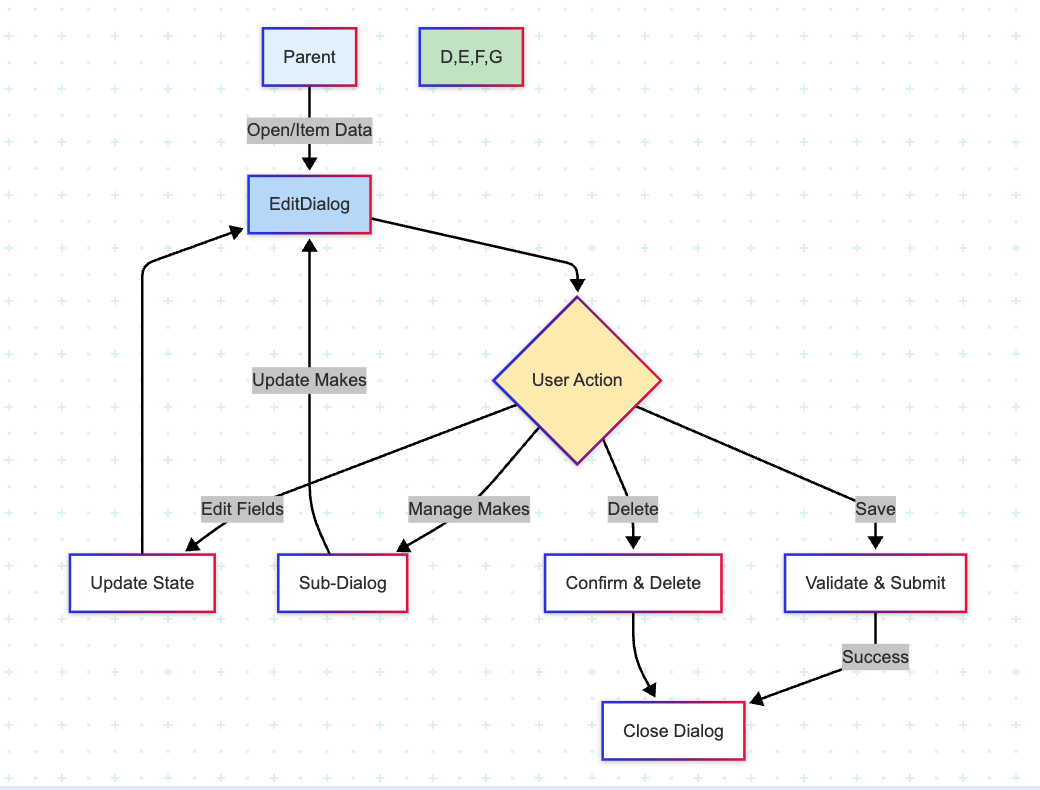 Parent
D,E,F,G
Open/Item Data
EditDialog
Update Makes
User Action
Edit Fields
Manage Makes
Delete
Save
Update State
Sub-Dialog
Confirm & Delete
Validate & Submit
Success
Close Dialog